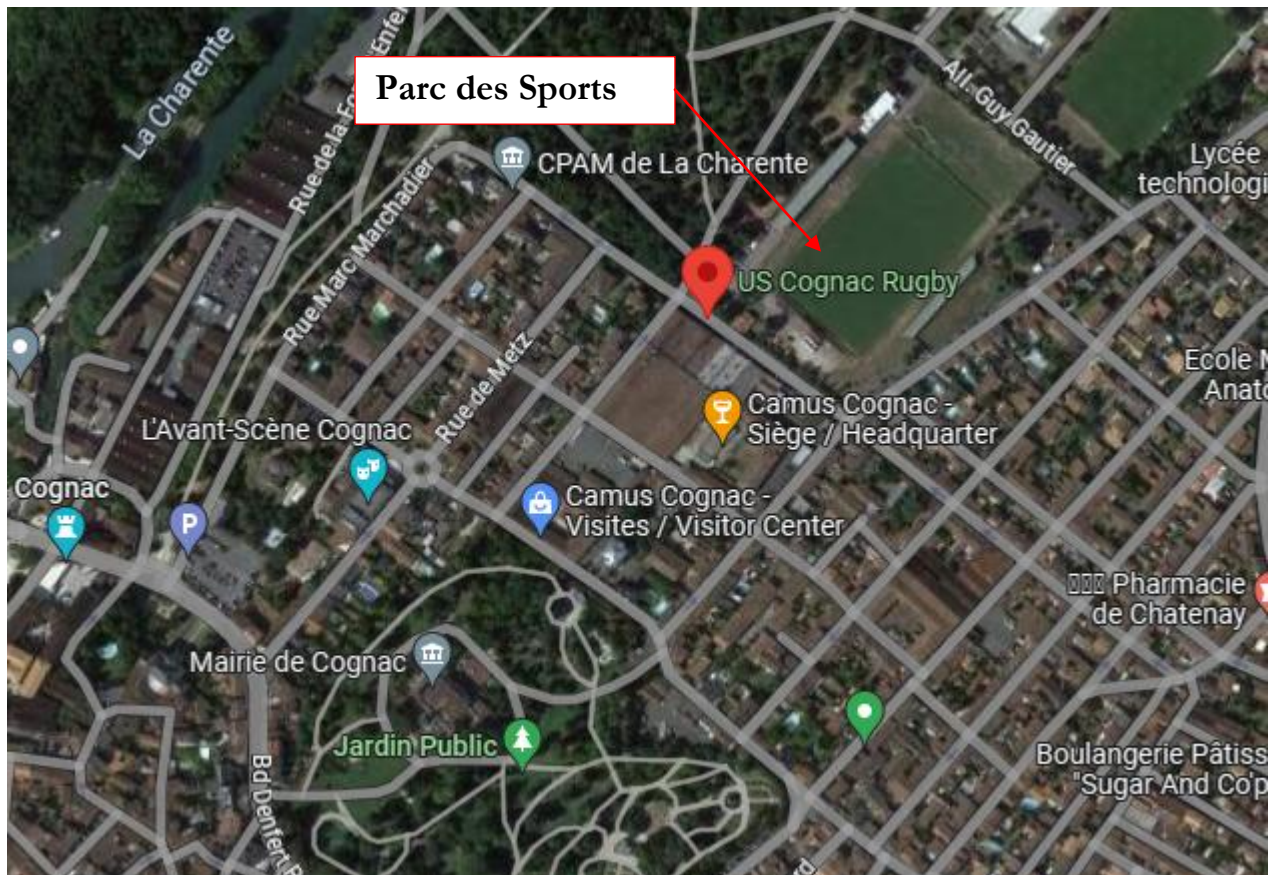 Parc des Sports
La Charente
Rue de la
Rue Marc Marchadier
CPAM de La Charente
All. Guy Gautier
Lycée
technologi
US Cognac Rugby
Rue de Metz
Ecole
Anato
Camus Cognac -
Siège / Headquarter
L'Avant-Scène Cognac
Cognac
P
Camus Cognac -
Visites / Visitor Center
Pharmacie
de Chatenay
Mairie de Cognac
Jardin Public
Bd Denfert
Boulangerie Pâtiss
"Sugar And Co'p